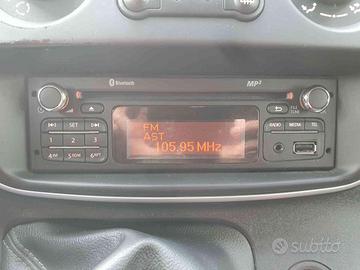 Bluetooth
MP3
SET
RADIO MEDIA TEL
FM
AST
105.95 MHz
1 2 3
4 5 6
subito